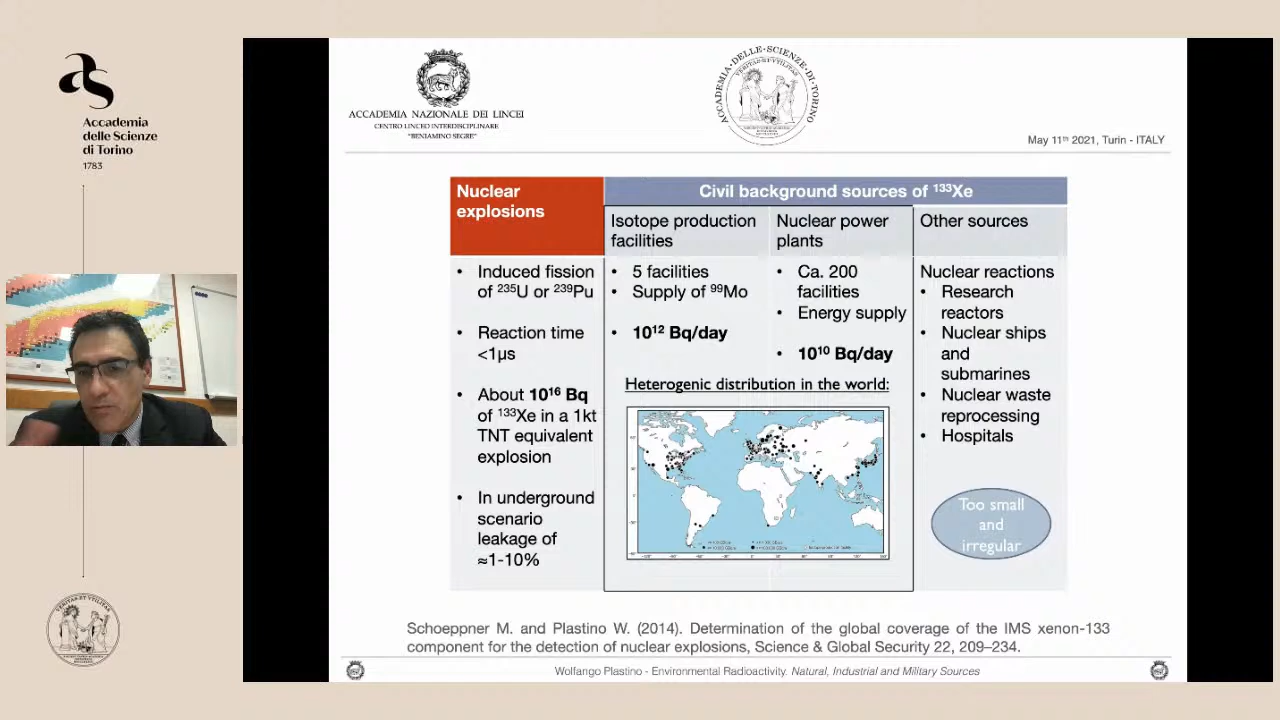 Accademia
delle Scienze
di Torino
1783
ACCADEMIA NAZIONALE DEI LINCEI
CENTRO LINCEO INTERDISCIPLINARE
"BENIAMINO SEGRE"
ACCADEMIA·DELLE·SCIENZE·DI·TORINO
VERITAS·ET·VTILITAS
May 11th 2021, Turin - ITALY
Nuclear
explosions
Civil background sources of 133Xe
Isotope production
facilities
Nuclear power
plants
Other sources
• Induced fission
of 235U or 239Pu
• Reaction time
<1µs
• About 10¹⁶ Bq
of 133Xe in a 1kt
TNT equivalent
explosion
• In underground
scenario
leakage of
≈1-10%
• 5 facilities
• Supply of 99Mo
• 10¹² Bq/day
• Ca. 200
facilities
• Energy supply
• 10¹⁰ Bq/day
Heterogenic distribution in the world:
Nuclear reactions
• Research
reactors
• Nuclear ships
and
submarines
• Nuclear waste
reprocessing
• Hospitals
Too small
and
irregular
Schoeppner M. and Plastino W. (2014). Determination of the global coverage of the IMS xenon-133
component for the detection of nuclear explosions, Science & Global Security 22, 209–234.
Wolfango Plastino - Environmental Radioactivity. Natural, Industrial and Military Sources